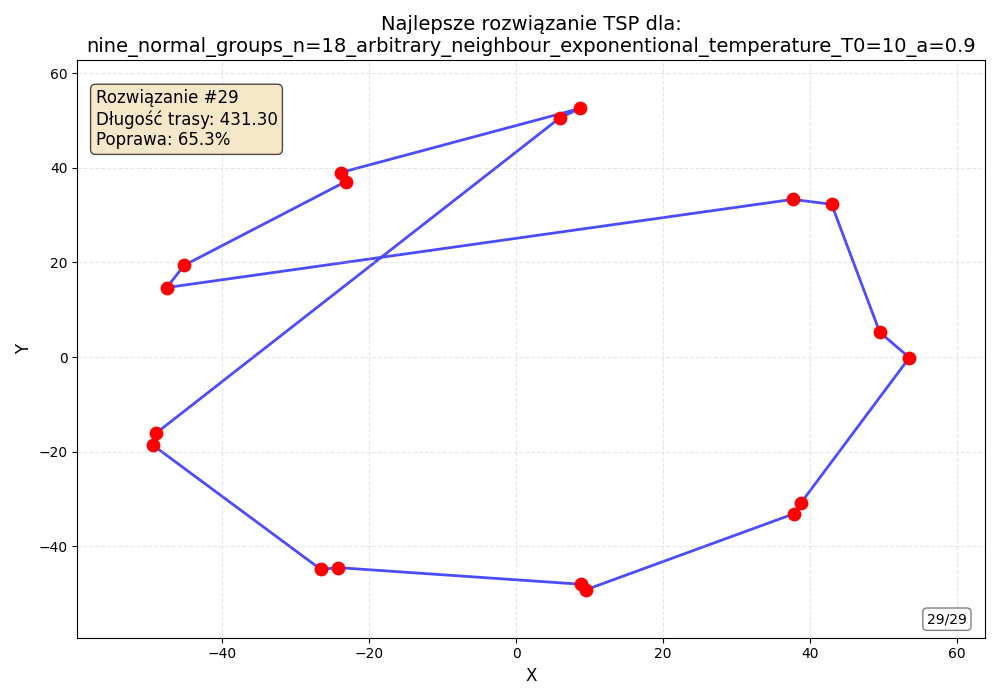 Najlepsze rozwiązanie TSP dla:
nine_normal_groups_n=18_arbitrary_neighbour_exponentional_temperature_T0=10_a=0.9
Rozwiązanie #29
Długość trasy: 431.30
Poprawa: 65.3%
60
40
20
0
−20
−40
Y
29/29
−40
−20
0
20
40
60
X